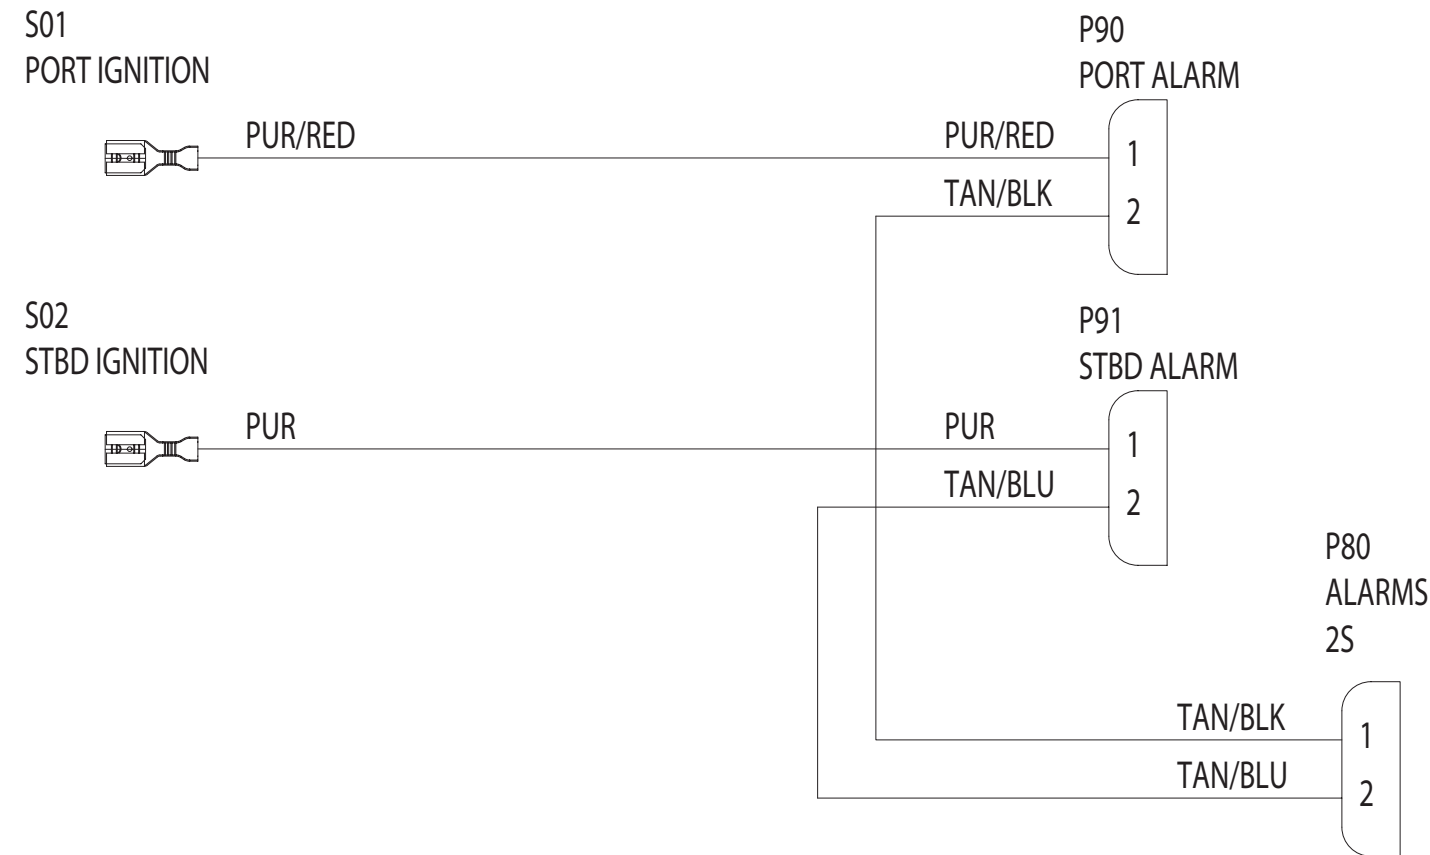 S01
PORT IGNITION
PUR/RED
PUR/RED
TAN/BLK
P90
PORT ALARM
1
2
S02
STBD IGNITION
PUR
PUR
TAN/BLU
P91
STBD ALARM
1
2
P80
ALARMS
2S
TAN/BLK
TAN/BLU
1
2